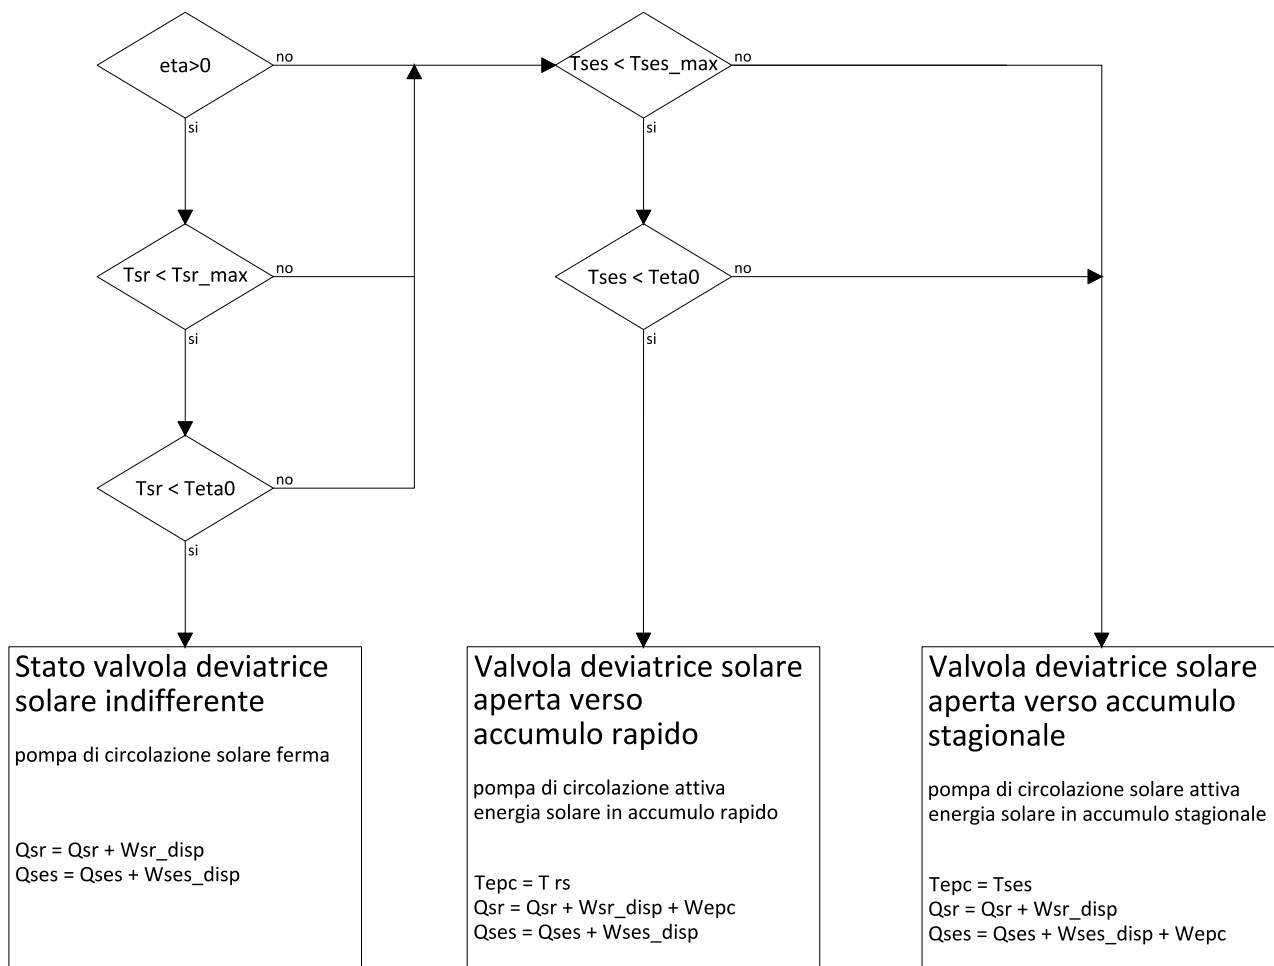 eta>0
no
si
Tsr < Tsr_max
no
si
Tsr < Teta0
no
si
Tses < Tses_max
no
si
Tses < Teta0
no
si
Stato valvola deviatrice
solare indifferente
pompa di circolazione solare ferma
Qsr = Qsr + Wsr_disp
Qses = Qses + Wses_disp
Valvola deviatrice solare
aperta verso
accumulo rapido
pompa di circolazione attiva
energia solare in accumulo rapido
Tepc = T rs
Qsr = Qsr + Wsr_disp + Wepc
Qses = Qses + Wses_disp
Valvola deviatrice solare
aperta verso accumulo
stagionale
pompa di circolazione solare attiva
energia solare in accumulo stagionale
Tepc = Tses
Qsr = Qsr + Wsr_disp
Qses = Qses + Wses_disp + Wepc